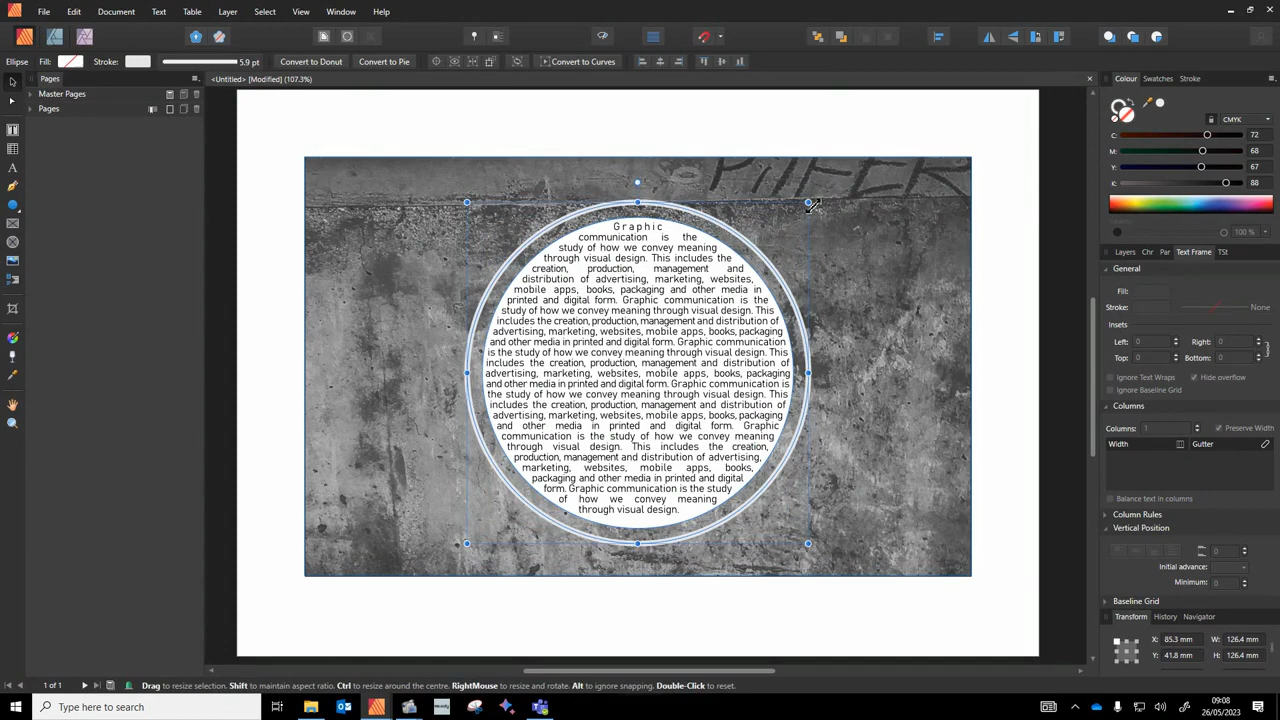 File Edit Document Text Table Layer Select View Window Help
Ellipse Fill: Stroke: 5.9 pt Convert to Donut Convert to Pie Convert to Curves
Pages
<Untitled> [Modified] (107.3%)
Colour Swatches Stroke
Master Pages
Pages
CMYK
C: 72
M: 68
Y: 67
K: 88
100 %
PILFER
Graphic
communication is the
study of how we convey meaning
through visual design. This includes the
creation, production, management and
distribution of advertising, marketing, websites,
mobile apps, books, packaging and other media in
printed and digital form. Graphic communication is the
study of how we convey meaning through visual design. This
includes the creation, production, management and distribution of
advertising, marketing, websites, mobile apps, books, packaging
and other media in printed and digital form. Graphic communication
is the study of how we convey meaning through visual design. This
includes the creation, production, management and distribution of
advertising, marketing, websites, mobile apps, books, packaging
and other media in printed and digital form. Graphic communication is
the study of how we convey meaning through visual design. This
includes the creation, production, management and distribution of
advertising, marketing, websites, mobile apps, books, packaging
and other media in printed and digital form. Graphic
communication is the study of how we convey meaning
through visual design. This includes the creation,
production, management and distribution of advertising,
marketing, websites, mobile apps, books,
packaging and other media in printed and digital
form. Graphic communication is the study
of how we convey meaning
through visual design.
Layers Chr Par Text Frame TSt
General
Fill:
Stroke: None
Insets
Left: 0 Right: 0
Top: 0 Bottom: 0
Ignore Text Wraps Hide overflow
Ignore Baseline Grid
Columns
Columns: 1 Preserve Width
Width Gutter
Balance text in columns
Column Rules
Vertical Position
0
Initial advance:
Minimum: 0
Baseline Grid
Transform History Navigator
X: 85.3 mm W: 126.4 mm
Y: 41.8 mm H: 126.4 mm
1 of 1 Drag to resize selection. Shift to maintain aspect ratio. Ctrl to resize around the centre. RightMouse to resize and rotate. Alt to ignore snapping. Double-Click to reset.
Type here to search
09:08
26/05/2023